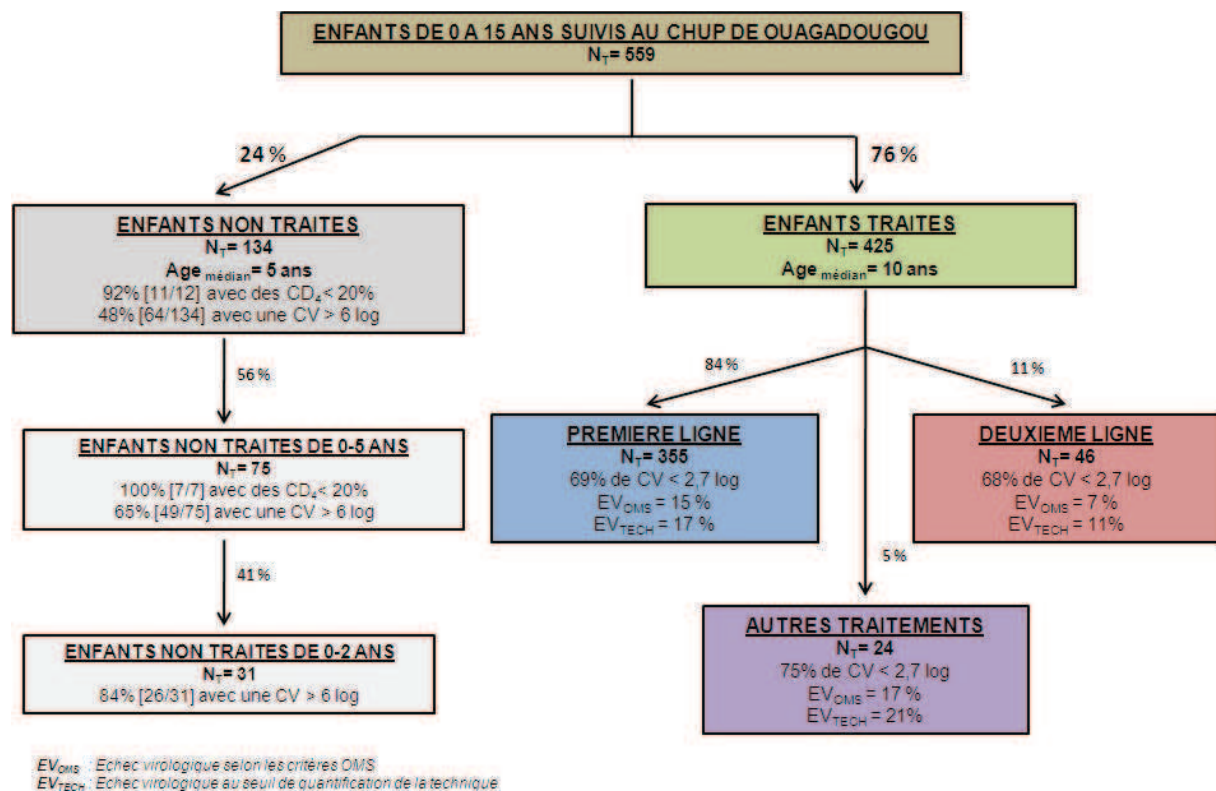 ENFANTS DE 0 A 15 ANS SUIVIS AU CHUP DE OUAGADOUGOU
NT= 559
24 %
76 %
ENFANTS NON TRAITES
NT= 134
Age médian= 5 ans
92% [11/12] avec des CD4< 20%
48% [64/134] avec une CV > 6 log
ENFANTS TRAITES
NT= 425
Age médian= 10 ans
56 %
84 %
11 %
ENFANTS NON TRAITES DE 0-5 ANS
NT= 75
100% [7/7] avec des CD4< 20%
65% [49/75] avec une CV > 6 log
PREMIERE LIGNE
NT= 355
69% de CV < 2,7 log
EVOMS = 15 %
EVTECH = 17 %
DEUXIEME LIGNE
NT= 46
68% de CV < 2,7 log
EVOMS = 7 %
EVTECH = 11%
41 %
5 %
ENFANTS NON TRAITES DE 0-2 ANS
NT= 31
84% [26/31] avec une CV > 6 log
AUTRES TRAITEMENTS
NT= 24
75% de CV < 2,7 log
EVOMS = 17 %
EVTECH = 21%
EVOMS : Echec virologique selon les critères OMS
EVTECH : Echec virologique au seuil de quantification de la technique